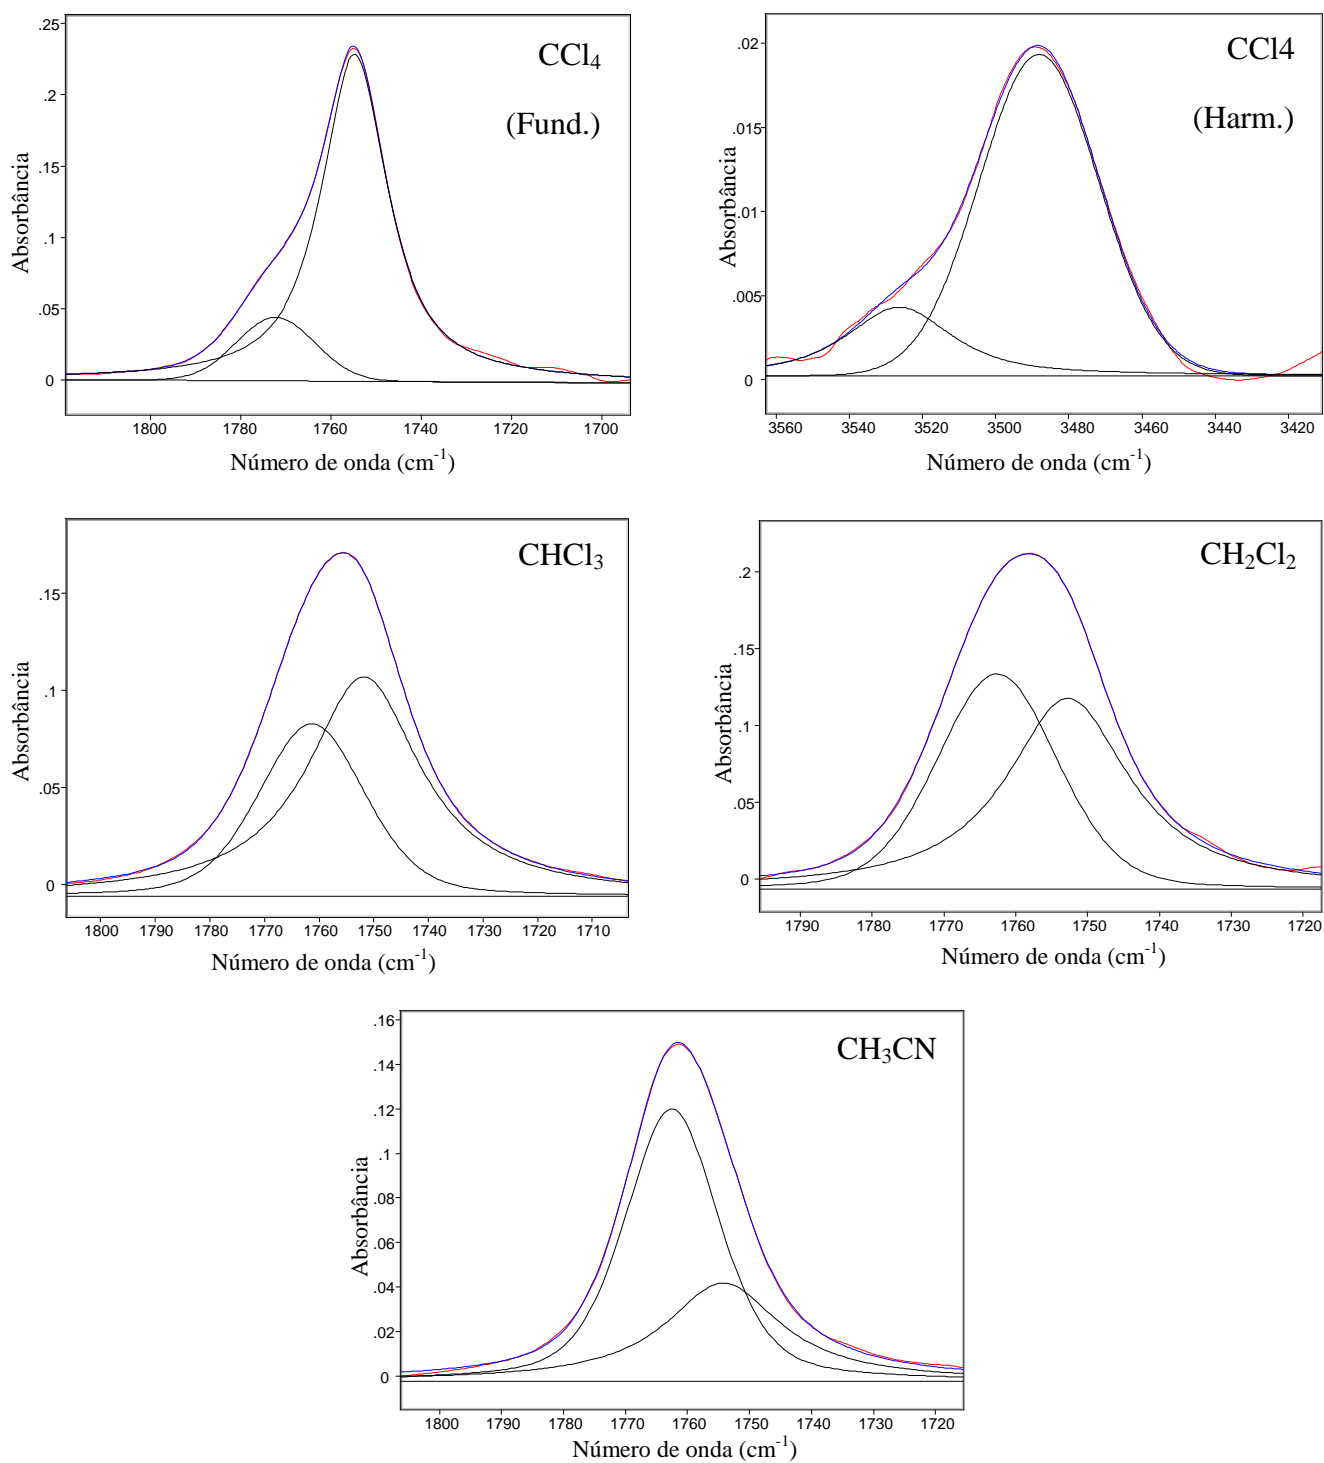 CCl4
(Fund.)
Absorbância
.25
.2
.15
.1
.05
0
1800 1780 1760 1740 1720 1700
Número de onda (cm-1)
CCl4
(Harm.)
Absorbância
.02
.015
.01
.005
0
3560 3540 3520 3500 3480 3460 3440 3420
Número de onda (cm-1)
CHCl3
Absorbância
.15
.1
.05
0
1800 1790 1780 1770 1760 1750 1740 1730 1720 1710
Número de onda (cm-1)
CH2Cl2
Absorbância
.2
.15
.1
.05
0
1790 1780 1770 1760 1750 1740 1730 1720
Número de onda (cm-1)
CH3CN
Absorbância
.16
.14
.12
.1
.08
.06
.04
.02
0
1800 1790 1780 1770 1760 1750 1740 1730 1720
Número de onda (cm-1)